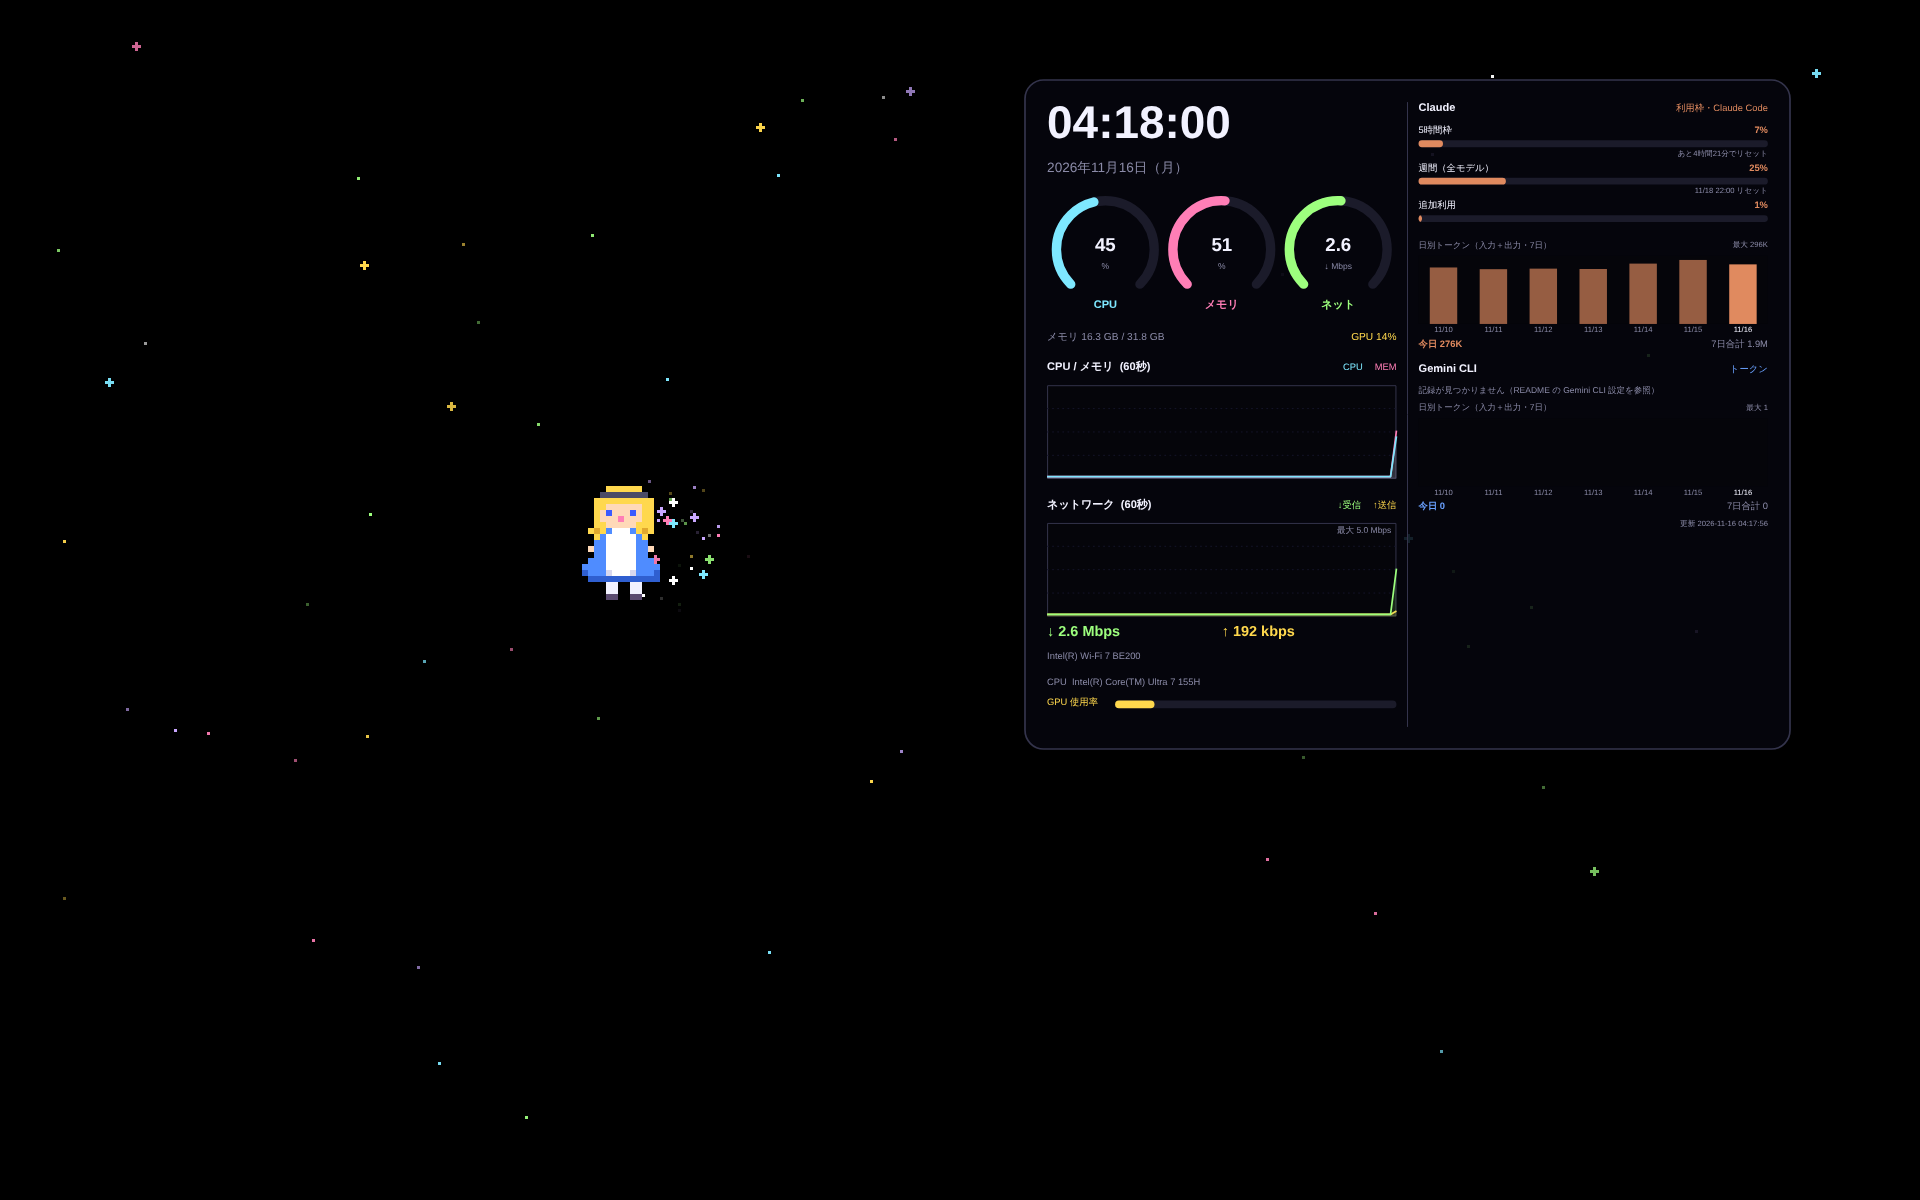 04:18:00
2026年11月16日（月）
45
%
CPU
51
%
メモリ
2.6
↓ Mbps
ネット
メモリ 16.3 GB / 31.8 GB
GPU 14%
CPU / メモリ (60秒)
CPU MEM
ネットワーク (60秒)
↓受信 ↑送信
最大 5.0 Mbps
↓ 2.6 Mbps
↑ 192 kbps
Intel(R) Wi-Fi 7 BE200
CPU Intel(R) Core(TM) Ultra 7 155H
GPU 使用率
Claude
利用枠・Claude Code
5時間枠
7%
あと4時間21分でリセット
週間（全モデル）
25%
11/18 22:00 リセット
追加利用
1%
日別トークン（入力＋出力・7日）
最大 296K
11/10 11/11 11/12 11/13 11/14 11/15 11/16
今日 276K
7日合計 1.9M
Gemini CLI
トークン
記録が見つかりません（README の Gemini CLI 設定を参照）
日別トークン（入力＋出力・7日）
最大 1
11/10 11/11 11/12 11/13 11/14 11/15 11/16
今日 0
7日合計 0
更新 2026-11-16 04:17:56